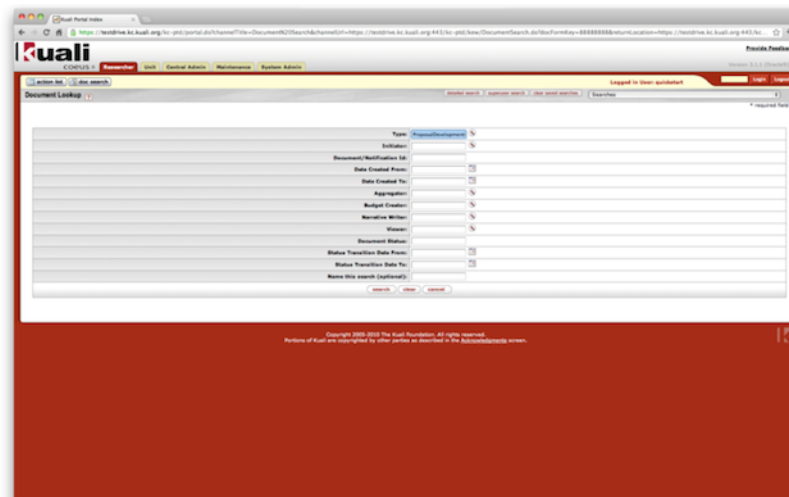 Kuali Portal Index
https://testdrive.kc.kuali.org/kc-ptd/portal.do?channelTitle=Document%20Search&channelUrl=https://testdrive.kc.kuali.org:443/kc-ptd/kew/DocumentSearch.do?docFormKey=88888888&returnLocation=https://testdrive.kc.kuali.org:443/kc...
kuali
coeus
Provide Feedba
Researcher Unit Central Admin Maintenance System Admin
action list doc search
Logged in User: quickstart
Login Logou
Document Lookup
detailed search superuser search clear saved searches Searches
* required field
Type: ProposalDevelopment
Initiator:
Document/Notification Id:
Date Created From:
Date Created To:
Aggregator:
Budget Creator:
Narrative Writer:
Viewer:
Document Status:
Status Transition Date From:
Status Transition Date To:
Name this search (optional):
search clear cancel
Copyright 2005-2010 The Kuali Foundation. All rights reserved.
Portions of Kuali are copyrighted by other parties as described in the Acknowledgments screen.